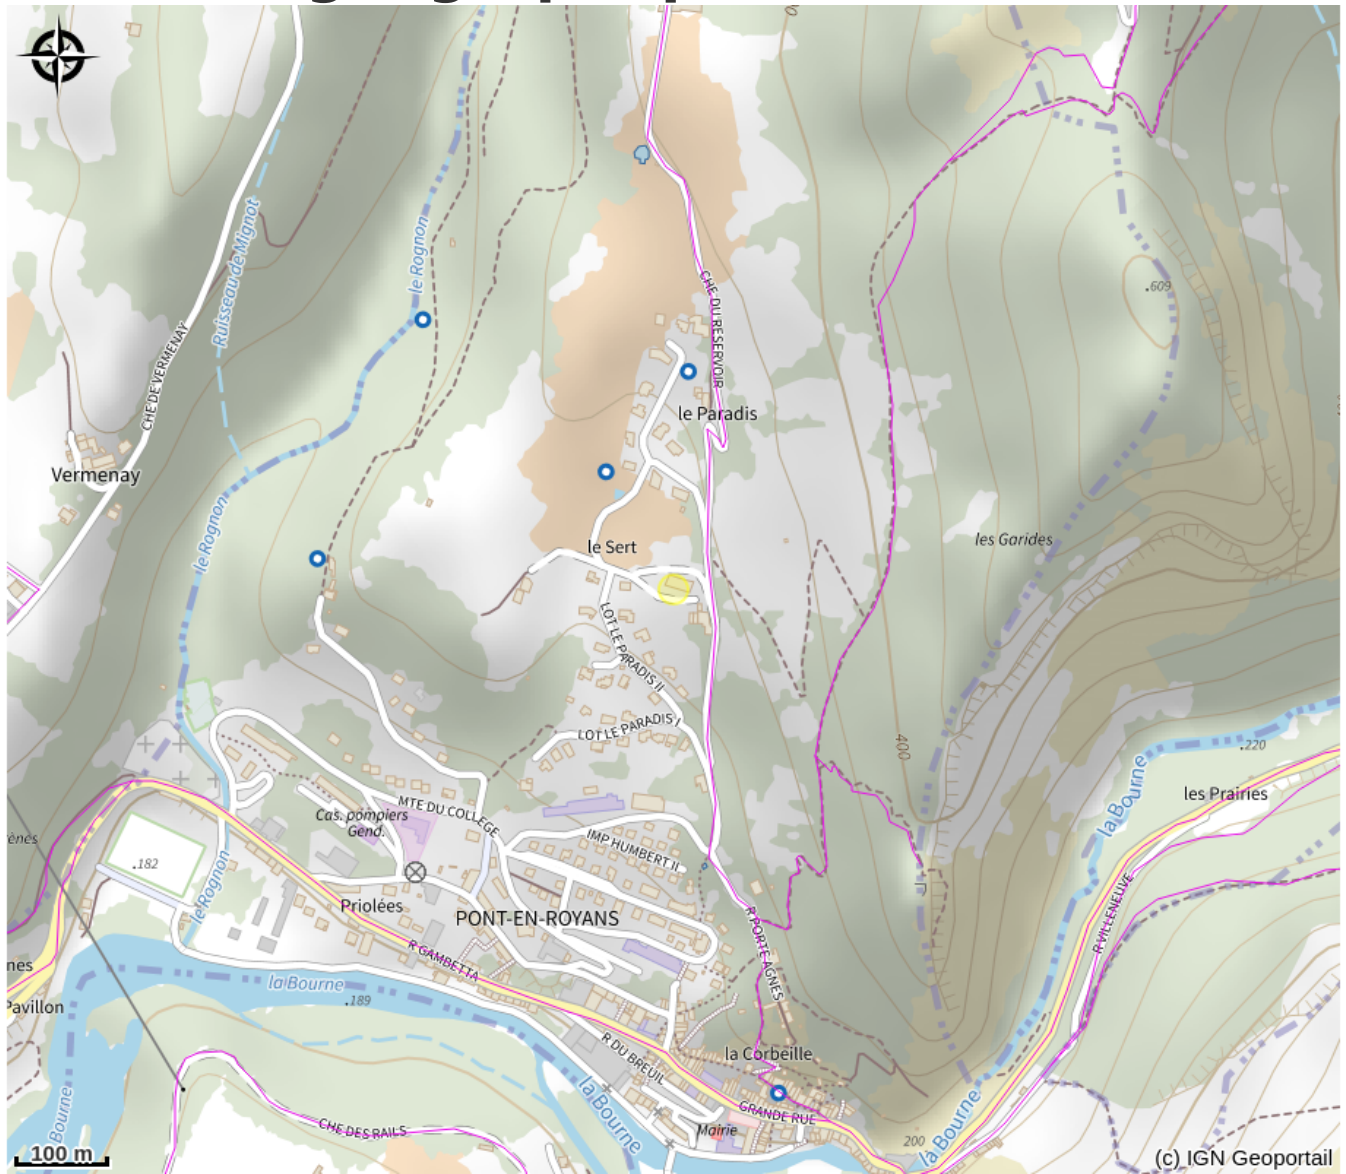 Ruisseau de Mignot
le Rognon
CHE DE VERMENAY
CHE DU RESERVOIR
.609
le Paradis
Vermenay
le Rognon
les Garides
le Sert
LOT LE PARADIS II
LOT LE PARADIS I
400
.220
la Bourne
les Prairies
Cas. pompiers
Gend.
MTE DU COLLEGE
IMP HUMBERT II
.182
le Rognon
Priolées
PONT-EN-ROYANS
R PORTE AGNES
R VILLENEUVE
R GAMBETTA
la Bourne
.189
Pavillon
R DU BREUIL
la Corbeille
la Bourne
GRANDE RUE
Mairie
CHE DES RAILS
la Bourne
200
la Bourne
100 m
(c) IGN Geoportail